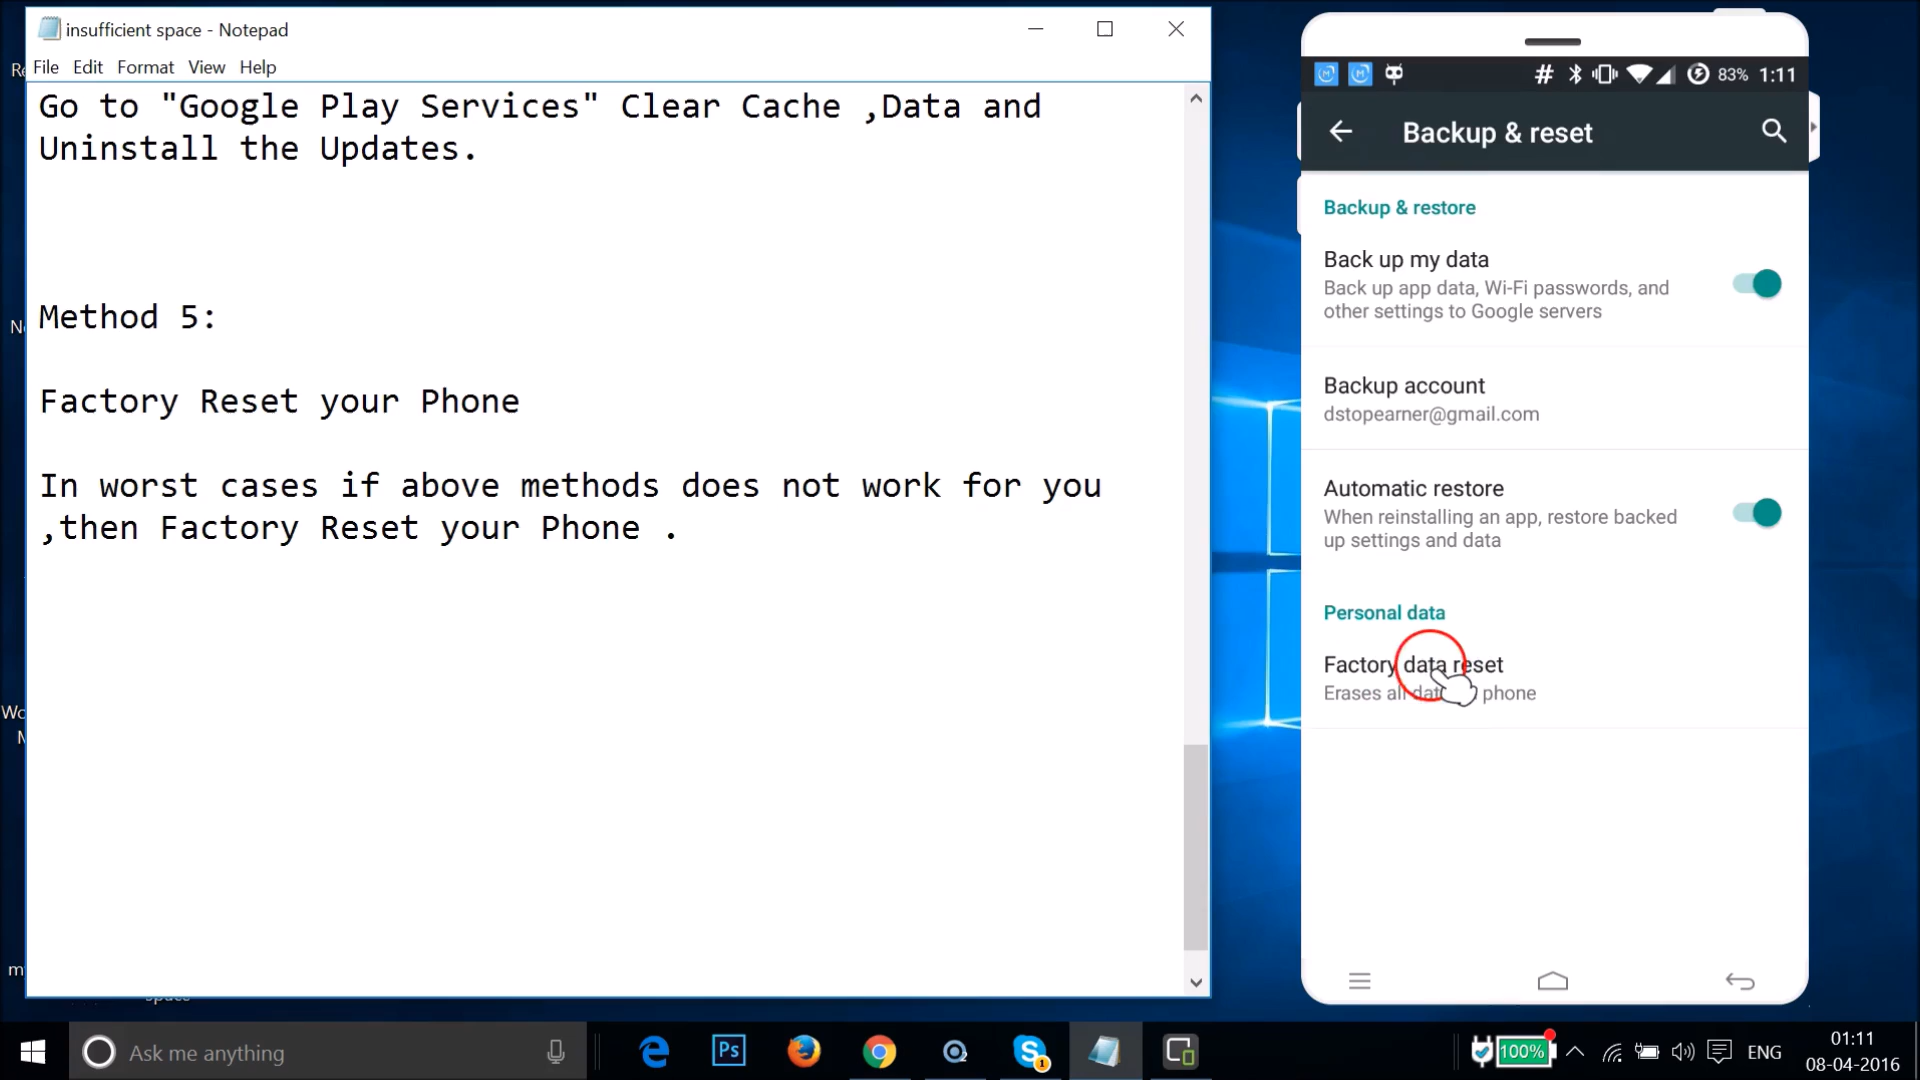 insufficient space - Notepad
File Edit Format View Help
Go to "Google Play Services" Clear Cache ,Data and
Uninstall the Updates.
Method 5:
Factory Reset your Phone
In worst cases if above methods does not work for you
,then Factory Reset your Phone .
83% 1:11
Backup & reset
Backup & restore
Back up my data
Back up app data, Wi-Fi passwords, and
other settings to Google servers
Backup account
dstopearner@gmail.com
Automatic restore
When reinstalling an app, restore backed
up settings and data
Personal data
Factory data reset
Erases all phone
Ask me anything
Ps
1
100%
ENG
01:11
08-04-2016